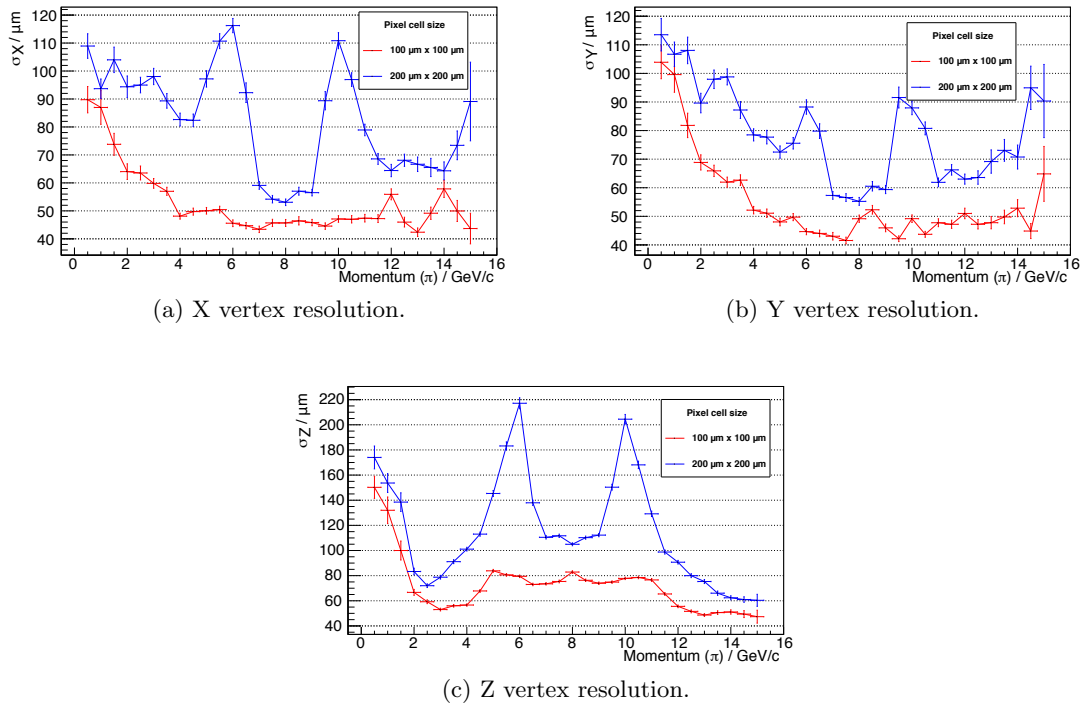 σX / μm
120
110
100
90
80
70
60
50
40
0 2 4 6 8 10 12 14 16
Momentum (π) / GeV/c
Pixel cell size
100 μm x 100 μm
200 μm x 200 μm
(a) X vertex resolution.
σY / μm
120
100
80
60
40
0 2 4 6 8 10 12 14 16
Momentum (π) / GeV/c
Pixel cell size
100 μm x 100 μm
200 μm x 200 μm
(b) Y vertex resolution.
σZ / μm
220
200
180
160
140
120
100
80
60
40
0 2 4 6 8 10 12 14 16
Momentum (π) / GeV/c
Pixel cell size
100 μm x 100 μm
200 μm x 200 μm
(c) Z vertex resolution.